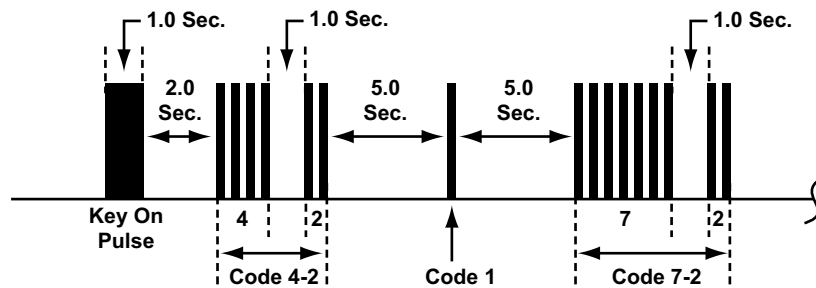 1.0 Sec.
1.0 Sec.
1.0 Sec.
2.0
Sec.
5.0
Sec.
5.0
Sec.
Key On
Pulse
4
2
7
2
Code 4-2
Code 1
Code 7-2